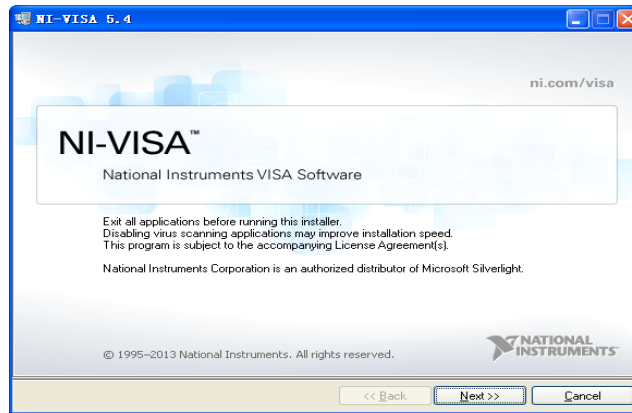 NI-VISA 5.4
ni.com/visa
NI-VISA™
National Instruments VISA Software
Exit all applications before running this installer.
Disabling virus scanning applications may improve installation speed.
This program is subject to the accompanying License Agreement(s).
National Instruments Corporation is an authorized distributor of Microsoft Silverlight.
© 1995–2013 National Instruments. All rights reserved.
NATIONAL
INSTRUMENTS
<< Back Next >> Cancel